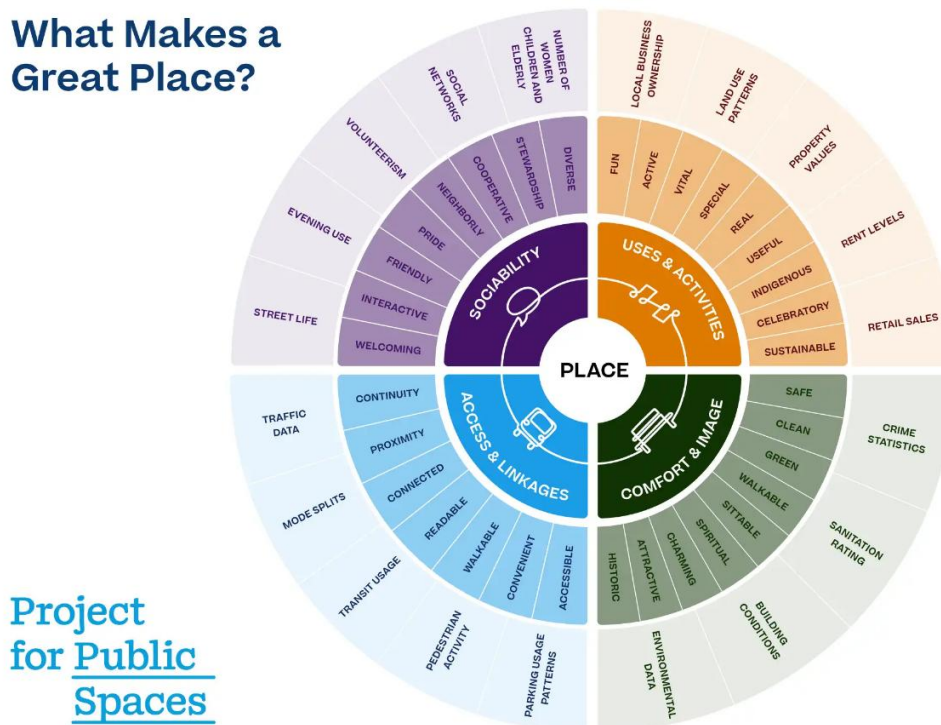 What Makes a
Great Place?
NUMBER OF
WOMEN
CHILDREN AND
ELDERLY
SOCIAL
NETWORKS
VOLUNTEERISM
EVENING USE
STREET LIFE
DIVERSE
STEWARDSHIP
COOPERATIVE
NEIGHBORLY
PRIDE
FRIENDLY
INTERACTIVE
WELCOMING
SOCIABILITY
LOCAL BUSINESS
OWNERSHIP
LAND USE
PATTERNS
PROPERTY
VALUES
RENT LEVELS
RETAIL SALES
FUN
ACTIVE
VITAL
SPECIAL
REAL
USEFUL
INDIGENOUS
CELEBRATORY
SUSTAINABLE
USES & ACTIVITIES
PLACE
ACCESS & LINKAGES
CONTINUITY
PROXIMITY
CONNECTED
READABLE
WALKABLE
CONVENIENT
ACCESSIBLE
TRAFFIC
DATA
MODE SPLITS
TRANSIT USAGE
PEDESTRIAN
ACTIVITY
PARKING USAGE
PATTERNS
COMFORT & IMAGE
SAFE
CLEAN
GREEN
WALKABLE
SITTABLE
SPIRITUAL
CHARMING
ATTRACTIVE
HISTORIC
CRIME
STATISTICS
SANITATION
RATING
BUILDING
CONDITIONS
ENVIRONMENTAL
DATA
Project
for Public
Spaces